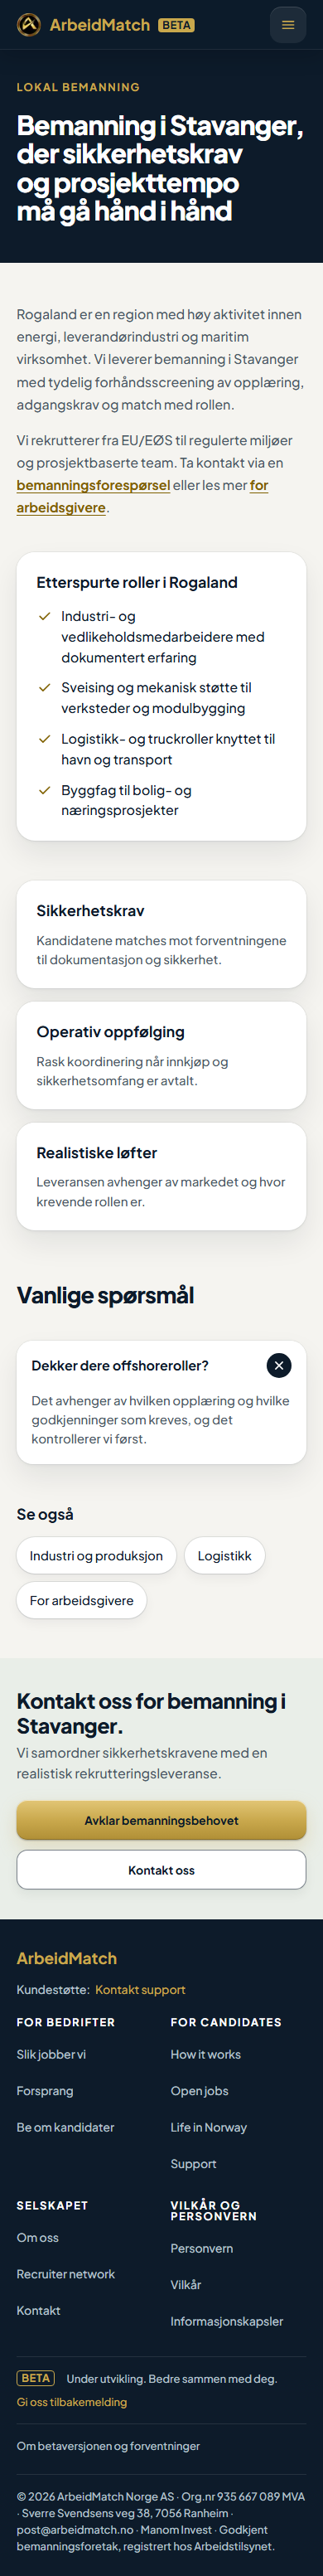 ArbeidMatch BETA
LOKAL BEMANNING
Bemanning i Stavanger,
der sikkerhetskrav
og prosjekttempo
må gå hånd i hånd
Rogaland er en region med høy aktivitet innen
energi, leverandørindustri og maritim
virksomhet. Vi leverer bemanning i Stavanger
med tydelig forhåndsscreening av opplæring,
adgangskrav og match med rollen.
Vi rekrutterer fra EU/EØS til regulerte miljøer
og prosjektbaserte team. Ta kontakt via en
bemanningsforespørsel eller les mer for
arbeidsgivere.
Etterspurte roller i Rogaland
Industri- og
vedlikeholdsmedarbeidere med
dokumentert erfaring
Sveising og mekanisk støtte til
verksteder og modulbygging
Logistikk- og truckroller knyttet til
havn og transport
Byggfag til bolig- og
næringsprosjekter
Sikkerhetskrav
Kandidatene matches mot forventningene
til dokumentasjon og sikkerhet.
Operativ oppfølging
Rask koordinering når innkjøp og
sikkerhetsomfang er avtalt.
Realistiske løfter
Leveransen avhenger av markedet og hvor
krevende rollen er.
Vanlige spørsmål
Dekker dere offshoreroller?
Det avhenger av hvilken opplæring og hvilke
godkjenninger som kreves, og det
kontrollerer vi først.
Se også
Industri og produksjon
Logistikk
For arbeidsgivere
Kontakt oss for bemanning i
Stavanger.
Vi samordner sikkerhetskravene med en
realistisk rekrutteringsleveranse.
Avklar bemanningsbehovet
Kontakt oss
ArbeidMatch
Kundestøtte: Kontakt support
FOR BEDRIFTER
Slik jobber vi
Forsprang
Be om kandidater
FOR CANDIDATES
How it works
Open jobs
Life in Norway
Support
SELSKAPET
Om oss
Recruiter network
Kontakt
VILKÅR OG
PERSONVERN
Personvern
Vilkår
Informasjonskapsler
BETA Under utvikling. Bedre sammen med deg.
Gi oss tilbakemelding
Om betaversjonen og forventninger
© 2026 ArbeidMatch Norge AS · Org.nr 935 667 089 MVA
· Sverre Svendsens veg 38, 7056 Ranheim ·
post@arbeidmatch.no · Manom Invest · Godkjent
bemanningsforetak, registrert hos Arbeidstilsynet.